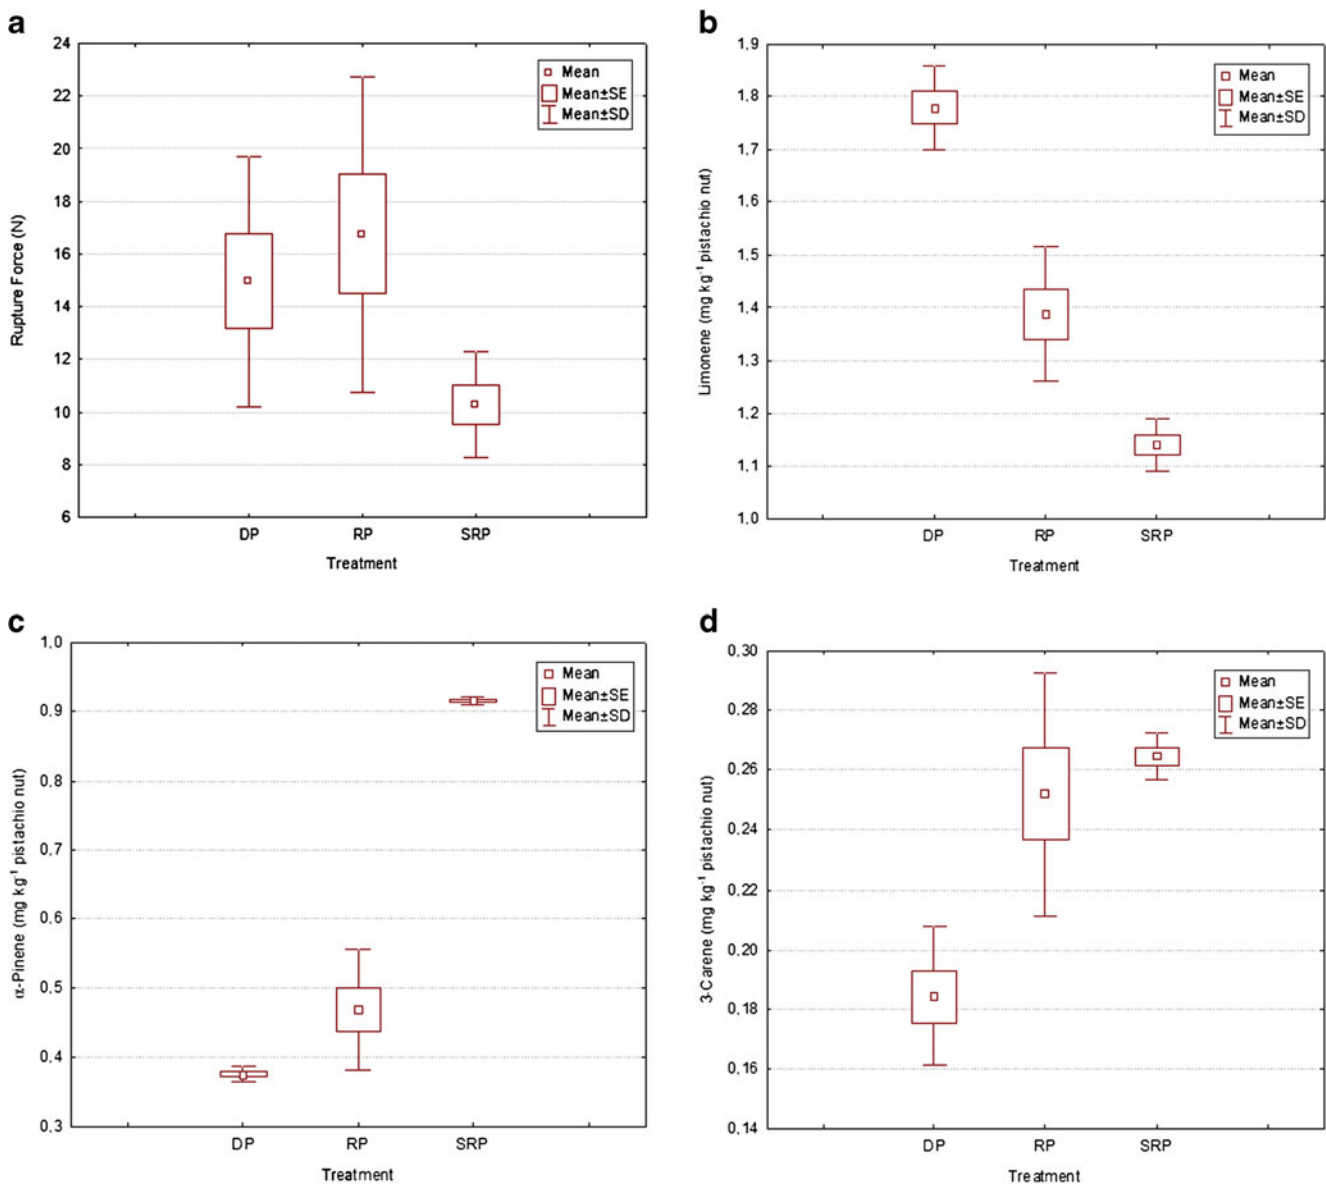 a
24
22
20
18
16
14
12
10
8
6
Rupture Force (N)
Mean
Mean±SE
Mean±SD
DP RP SRP
Treatment
b
1.9
1.8
1.7
1.6
1.5
1.4
1.3
1.2
1.1
1.0
Limonene (mg kg⁻¹ pistachio nut)
Mean
Mean±SE
Mean±SD
DP RP SRP
Treatment
c
1.0
0.9
0.8
0.7
0.6
0.5
0.4
0.3
α-Pinene (mg kg⁻¹ pistachio nut)
Mean
Mean±SE
Mean±SD
DP RP SRP
Treatment
d
0.30
0.28
0.26
0.24
0.22
0.20
0.18
0.16
0.14
3-Carene (mg kg⁻¹ pistachio nut)
Mean
Mean±SE
Mean±SD
DP RP SRP
Treatment